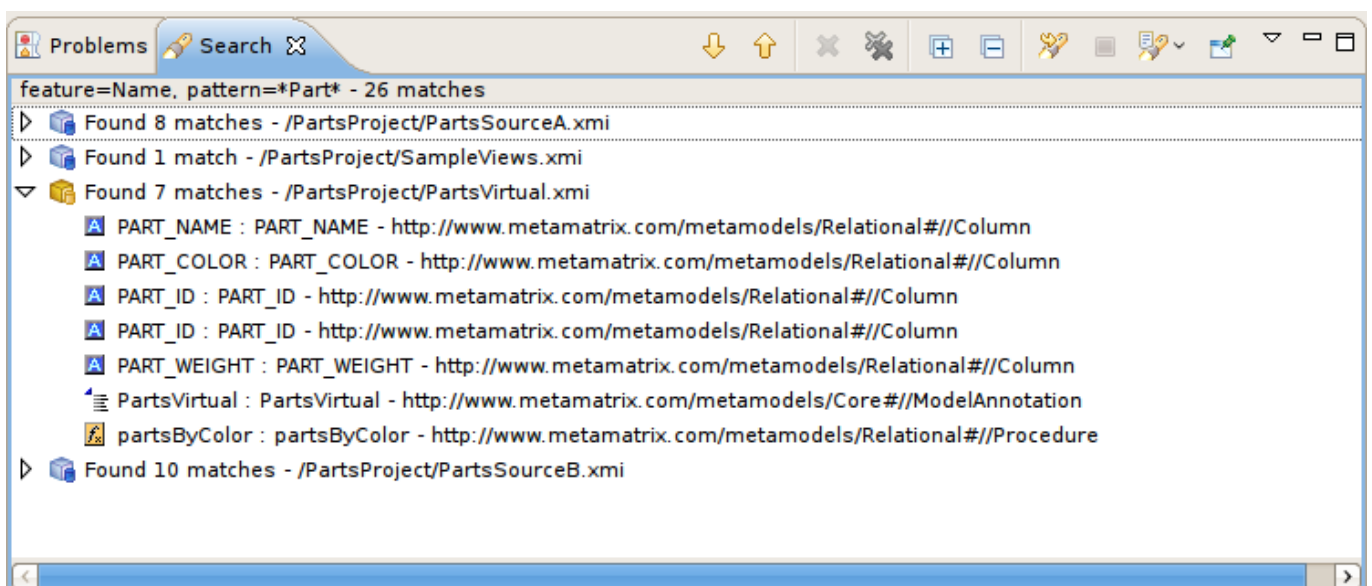 Problems Search
feature=Name, pattern=*Part* - 26 matches
Found 8 matches - /PartsProject/PartsSourceA.xmi
Found 1 match - /PartsProject/SampleViews.xmi
Found 7 matches - /PartsProject/PartsVirtual.xmi
PART_NAME : PART_NAME - http://www.metamatrix.com/metamodels/Relational#//Column
PART_COLOR : PART_COLOR - http://www.metamatrix.com/metamodels/Relational#//Column
PART_ID : PART_ID - http://www.metamatrix.com/metamodels/Relational#//Column
PART_ID : PART_ID - http://www.metamatrix.com/metamodels/Relational#//Column
PART_WEIGHT : PART_WEIGHT - http://www.metamatrix.com/metamodels/Relational#//Column
PartsVirtual : PartsVirtual - http://www.metamatrix.com/metamodels/Core#//ModelAnnotation
partsByColor : partsByColor - http://www.metamatrix.com/metamodels/Relational#//Procedure
Found 10 matches - /PartsProject/PartsSourceB.xmi